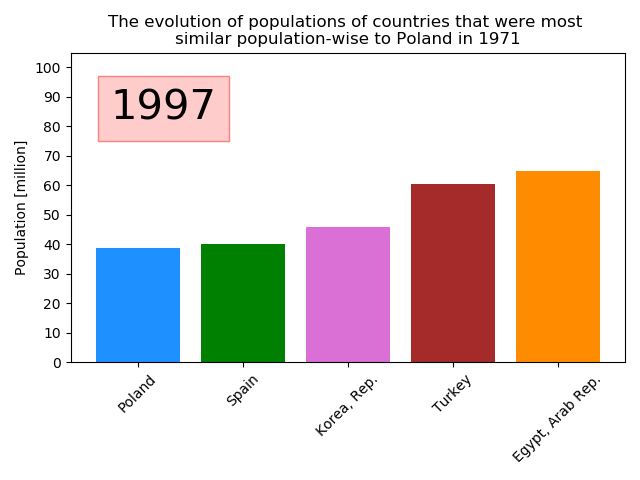 The evolution of populations of countries that were most
similar population-wise to Poland in 1971
1997
Population [million]
100
90
80
70
60
50
40
30
20
10
0
Poland
Spain
Korea, Rep.
Turkey
Egypt, Arab Rep.